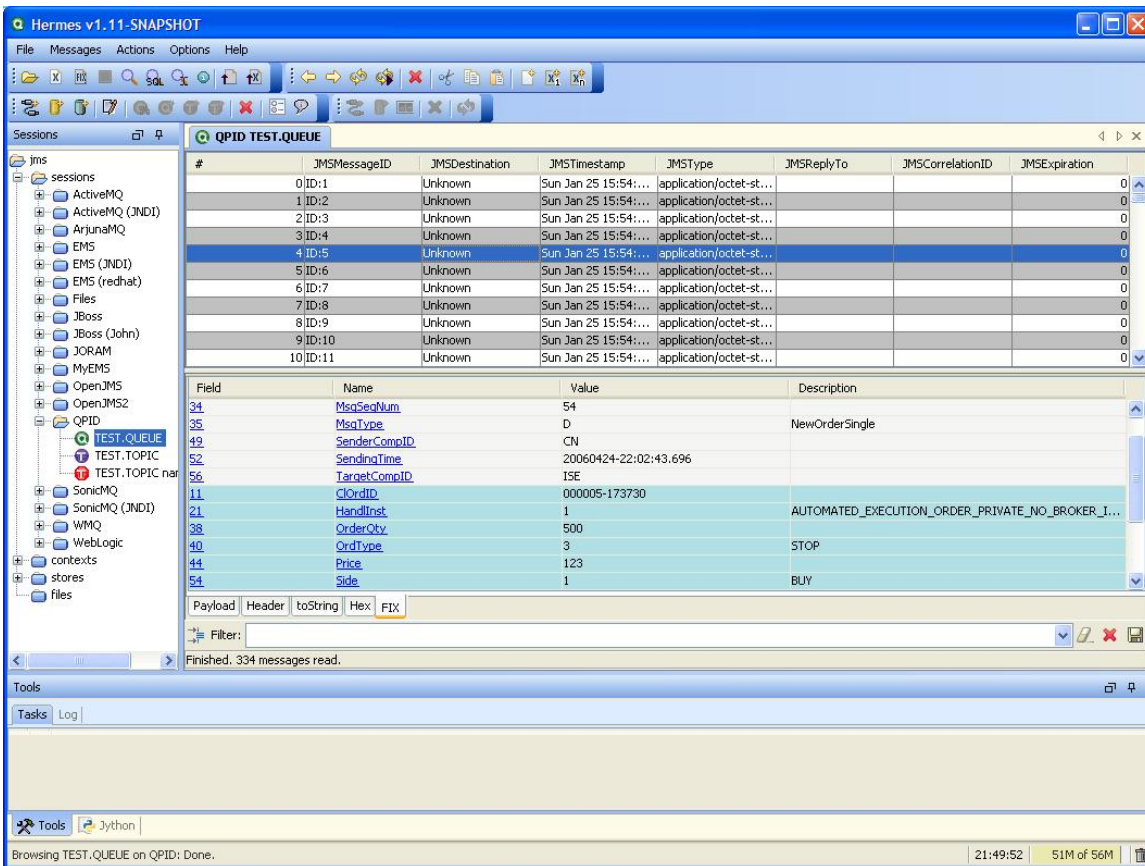 Hermes v1.11-SNAPSHOT
File Messages Actions Options Help
Sessions
QPID TEST.QUEUE
jms
sessions
ActiveMQ
ActiveMQ (JNDI)
ArjunaMQ
EMS
EMS (JNDI)
EMS (redhat)
Files
JBoss
JBoss (John)
JORAM
MyEMS
OpenJMS
OpenJMS2
QPID
TEST.QUEUE
TEST.TOPIC
TEST.TOPIC nar
SonicMQ
SonicMQ (JNDI)
WMQ
WebLogic
contexts
stores
files
# JMSMessageID JMSDestination JMSTimestamp JMSType JMSReplyTo JMSCorrelationID JMSExpiration
0 ID:1 Unknown Sun Jan 25 15:54:... application/octet-st... 0
1 ID:2 Unknown Sun Jan 25 15:54:... application/octet-st... 0
2 ID:3 Unknown Sun Jan 25 15:54:... application/octet-st... 0
3 ID:4 Unknown Sun Jan 25 15:54:... application/octet-st... 0
4 ID:5 Unknown Sun Jan 25 15:54:... application/octet-st... 0
5 ID:6 Unknown Sun Jan 25 15:54:... application/octet-st... 0
6 ID:7 Unknown Sun Jan 25 15:54:... application/octet-st... 0
7 ID:8 Unknown Sun Jan 25 15:54:... application/octet-st... 0
8 ID:9 Unknown Sun Jan 25 15:54:... application/octet-st... 0
9 ID:10 Unknown Sun Jan 25 15:54:... application/octet-st... 0
10 ID:11 Unknown Sun Jan 25 15:54:... application/octet-st... 0
Field Name Value Description
34 MsgSeqNum 54
35 MsgType D NewOrderSingle
49 SenderCompID CN
52 SendingTime 20060424-22:02:43.696
56 TargetCompID ISE
11 ClOrdID 000005-173730
21 HandlInst 1 AUTOMATED_EXECUTION_ORDER_PRIVATE_NO_BROKER_I...
38 OrderQty 500
40 OrdType 3 STOP
44 Price 123
54 Side 1 BUY
Payload Header toString Hex FIX
Filter:
Finished. 334 messages read.
Tools
Tasks Log
Tools Jython
Browsing TEST.QUEUE on QPID: Done. 21:49:52 51M of 56M